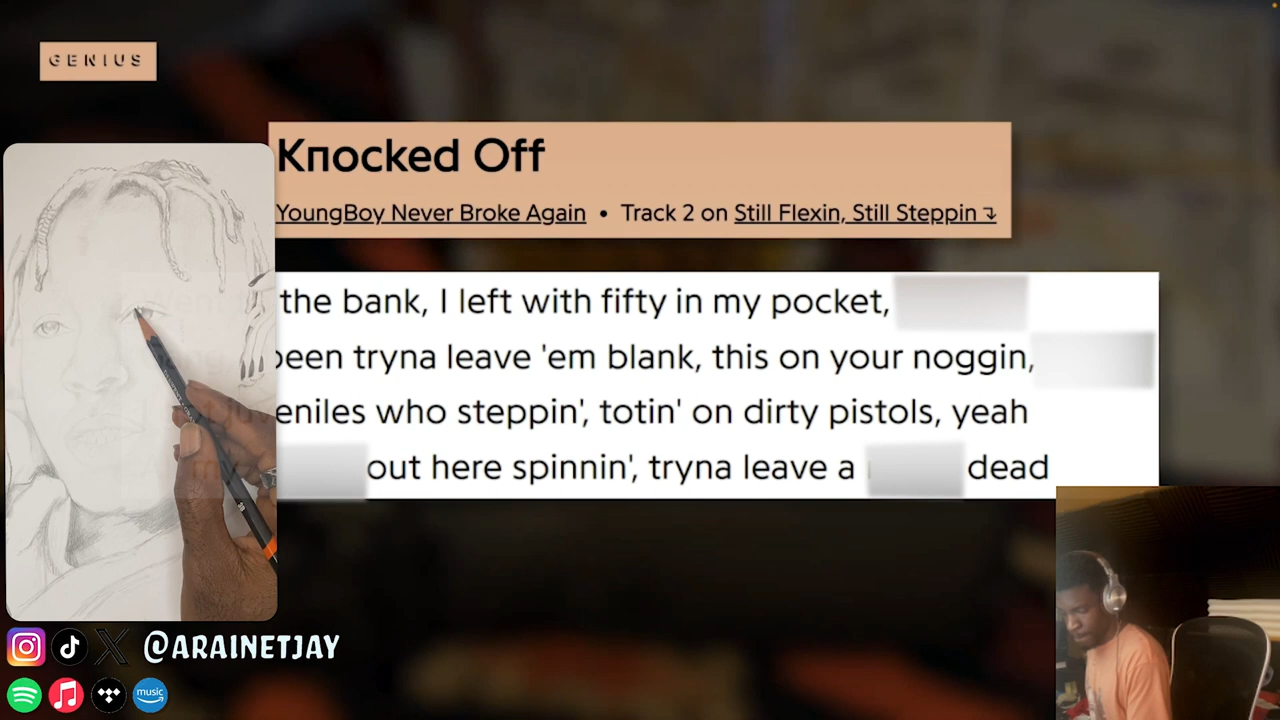 GENIUS
Knocked Off
YoungBoy Never Broke Again • Track 2 on Still Flexin, Still Steppin
the bank, I left with fifty in my pocket,
been tryna leave 'em blank, this on your noggin,
eniles who steppin', totin' on dirty pistols, yeah
out here spinnin', tryna leave a dead
@ARAINETJAY
music